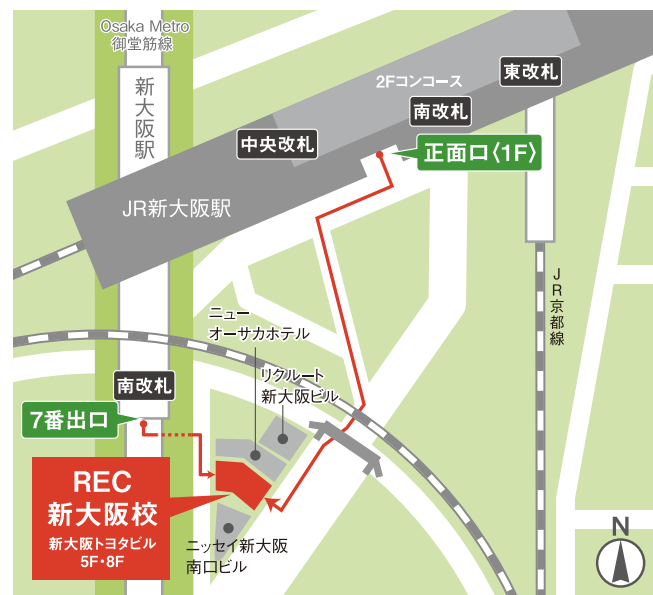 Osaka Metro
御堂筋線
新大阪駅
2Fコンコース
東改札
南改札
中央改札
正面口〈1F〉
JR新大阪駅
JR京都線
ニュー
オーサカホテル
リクルート
新大阪ビル
南改札
7番出口
REC
新大阪校
新大阪トヨタビル
5F・8F
ニッセイ新大阪
南口ビル
N